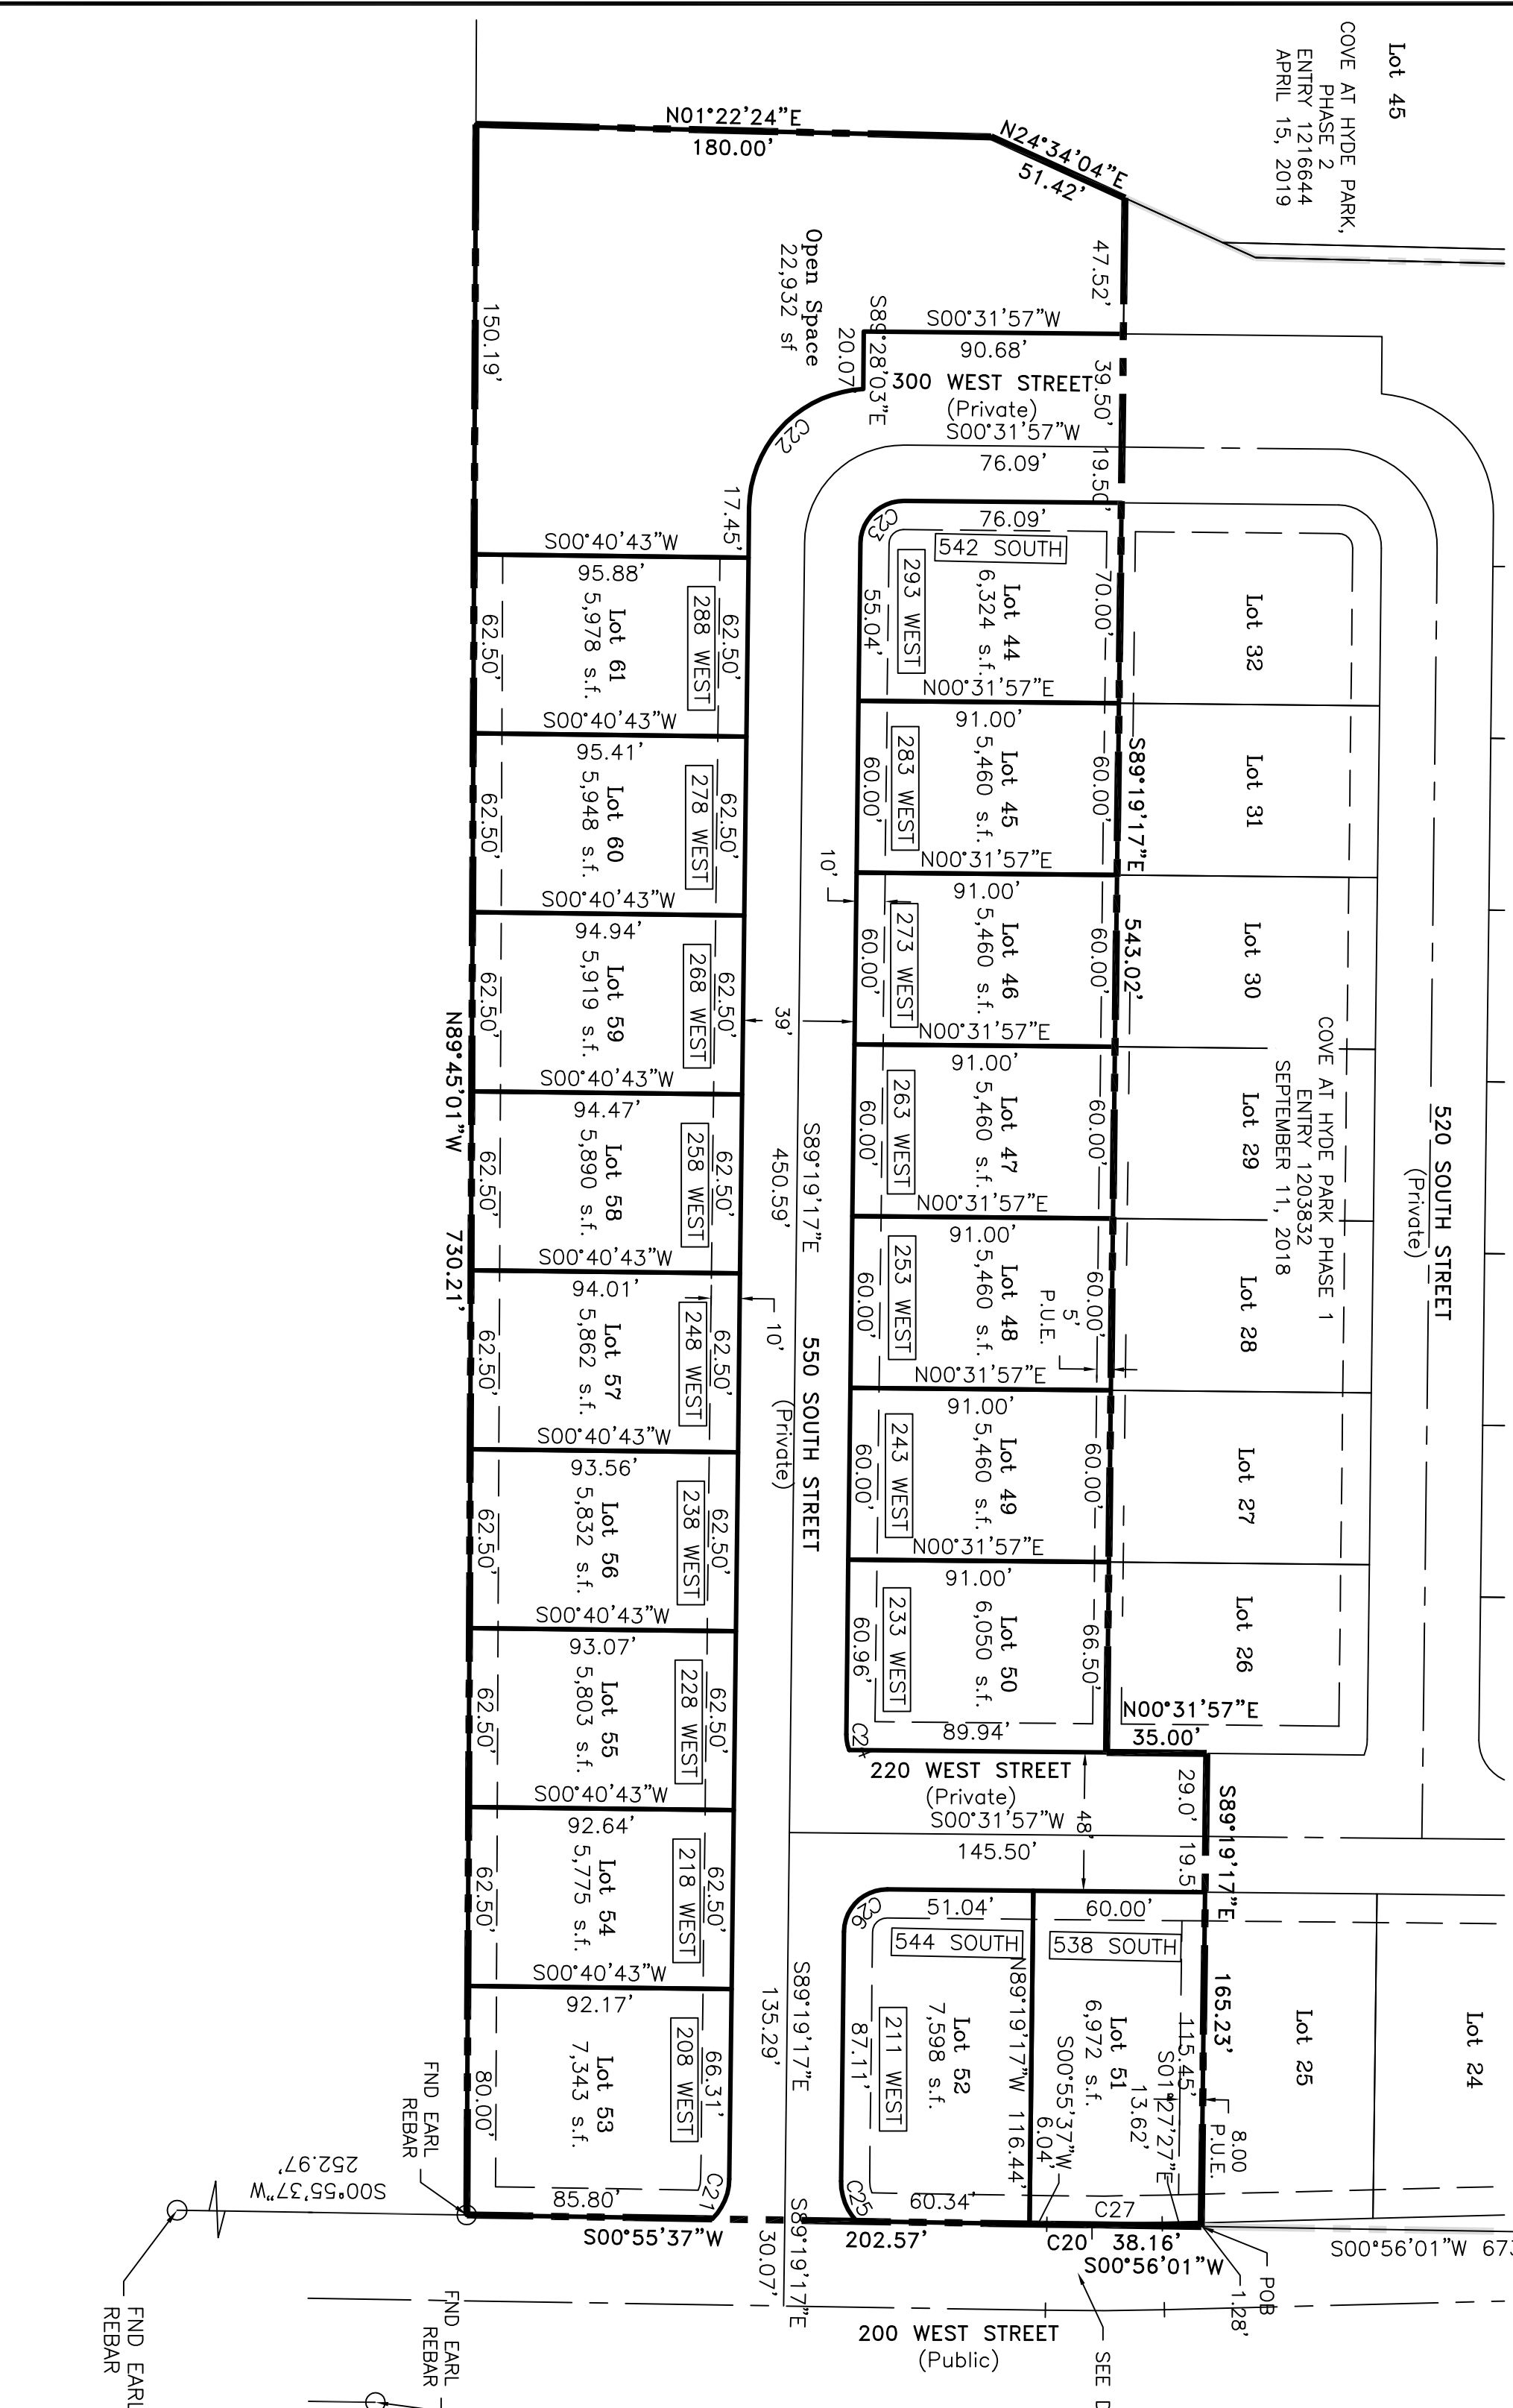 Lot 45
COVE AT HYDE PARK,
PHASE 2
ENTRY 1216644
APRIL 15, 2019
N01°22'24"E
180.00'
N24°34'04"E
51.42'
47.52'
39.50'
19.50'
Open Space
22,932 sf
150.19'
S00°31'57"W
90.68'
S89°28'03"E
20.07'
300 WEST STREET
(Private)
S00°31'57"W
76.09'
C22
17.45'
C23
76.09'
542 SOUTH
293 WEST
Lot 44
6,324 s.f.
70.00'
55.04'
N00°31'57"E
91.00'
283 WEST
Lot 45
5,460 s.f.
60.00'
60.00'
N00°31'57"E
91.00'
10'
273 WEST
Lot 46
5,460 s.f.
60.00'
60.00'
N00°31'57"E
91.00'
263 WEST
Lot 47
5,460 s.f.
60.00'
60.00'
N00°31'57"E
91.00'
253 WEST
Lot 48
5,460 s.f.
60.00'
60.00'
5'
P.U.E.
N00°31'57"E
91.00'
243 WEST
Lot 49
5,460 s.f.
60.00'
60.00'
N00°31'57"E
91.00'
233 WEST
Lot 50
6,050 s.f.
66.50'
60.96'
89.94'
C24
S89°19'17"E
543.02'
Lot 32
Lot 31
Lot 30
Lot 29
Lot 28
Lot 27
Lot 26
COVE AT HYDE PARK PHASE 1
ENTRY 1203832
SEPTEMBER 11, 2018
520 SOUTH STREET
(Private)
N00°31'57"E
35.00'
220 WEST STREET
(Private)
S00°31'57"W
145.50'
48'
29.0'
19.5
S89°19'17"E
165.23'
51.04'
60.00'
C26
544 SOUTH
538 SOUTH
Lot 52
7,598 s.f.
211 WEST
87.11'
N89°19'17"W 116.44'
Lot 51
6,972 s.f.
S00°55'37"W
6.04'
115.45'
S01°27'27"E
13.62'
8.00
P.U.E.
Lot 25
Lot 24
C25
60.34'
C27
202.57'
C20
38.16'
S00°56'01"W
S00°56'01"W 673
POB
1.28'
S00°40'43"W
95.88'
Lot 61
5,978 s.f.
288 WEST
62.50'
62.50'
S00°40'43"W
95.41'
Lot 60
5,948 s.f.
278 WEST
62.50'
62.50'
S00°40'43"W
94.94'
Lot 59
5,919 s.f.
268 WEST
62.50'
62.50'
39'
S00°40'43"W
94.47'
Lot 58
5,890 s.f.
258 WEST
62.50'
62.50'
S00°40'43"W
94.01'
Lot 57
5,862 s.f.
248 WEST
62.50'
62.50'
10'
S00°40'43"W
93.56'
Lot 56
5,832 s.f.
238 WEST
62.50'
62.50'
S00°40'43"W
93.07'
Lot 55
5,803 s.f.
228 WEST
62.50'
62.50'
S00°40'43"W
92.64'
Lot 54
5,775 s.f.
218 WEST
62.50'
62.50'
S00°40'43"W
92.17'
Lot 53
7,343 s.f.
208 WEST
66.31'
80.00'
85.80'
C21
S00°55'37"W
N89°45'01"W
730.21'
S89°19'17"E
450.59'
550 SOUTH STREET
(Private)
S89°19'17"E
135.29'
S89°19'17"E
30.07'
FND EARL
REBAR
S00°55'37"W
252.97'
FND EARL
REBAR
FND EARL
REBAR
200 WEST STREET
(Public)
SEE D